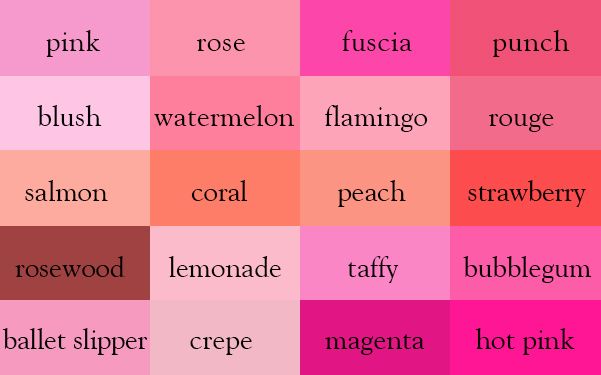 pink rose fuscia punch
blush watermelon flamingo rouge
salmon coral peach strawberry
rosewood lemonade taffy bubblegum
ballet slipper crepe magenta hot pink